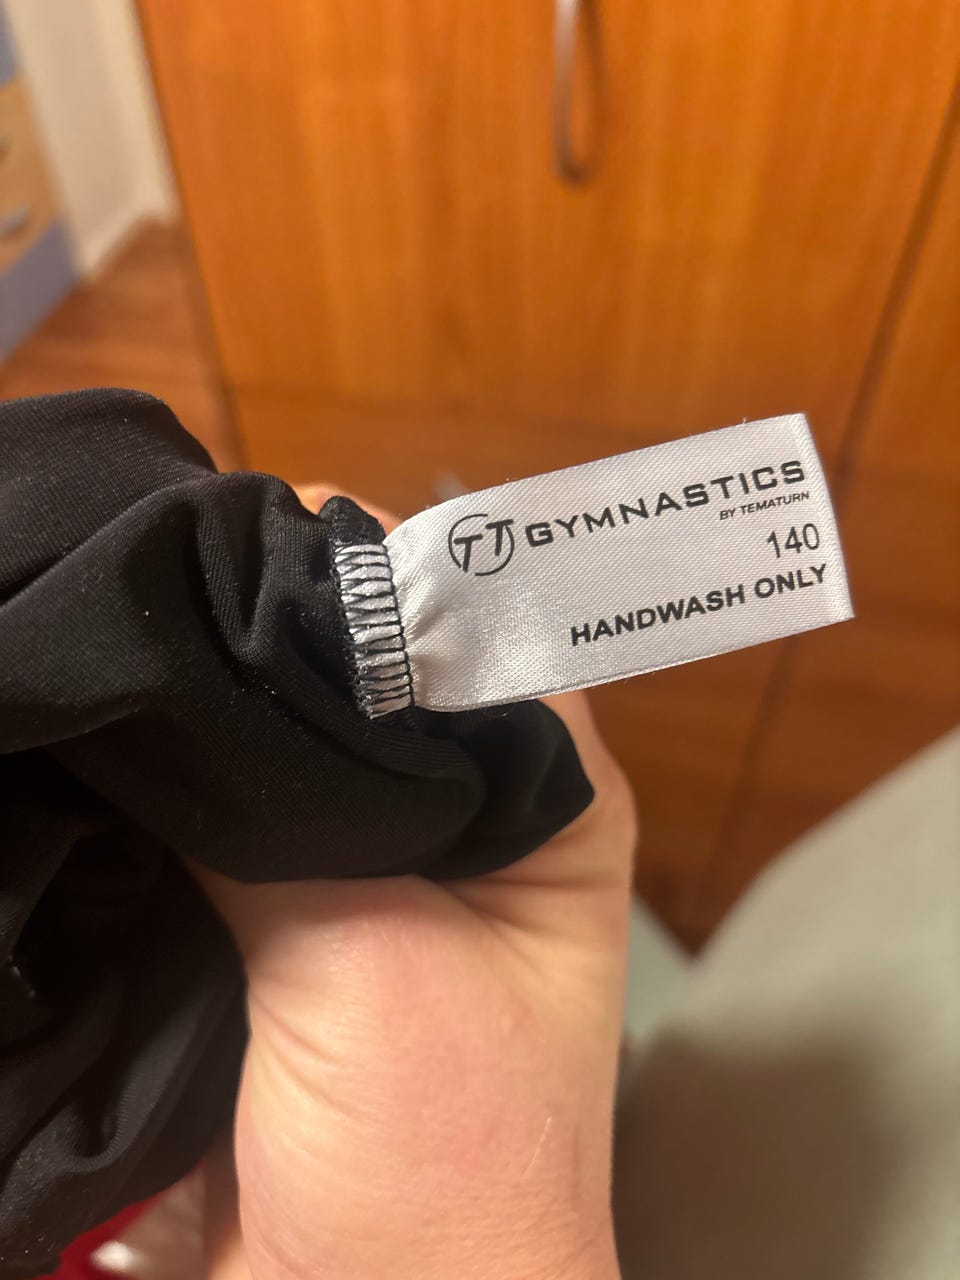 TT GYMNASTICS
BY TEMATURN
140
HANDWASH ONLY